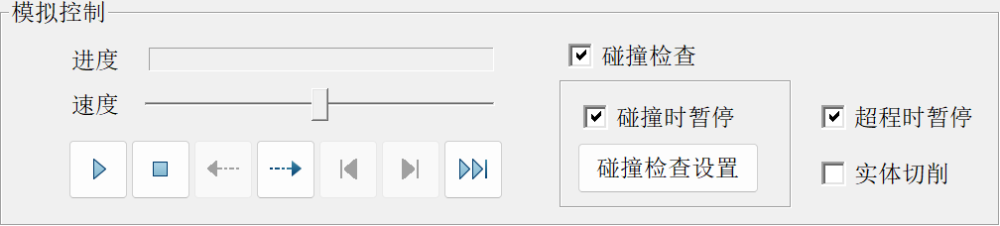 模拟控制
进度
速度
碰撞检查
碰撞时暂停
碰撞检查设置
超程时暂停
实体切削